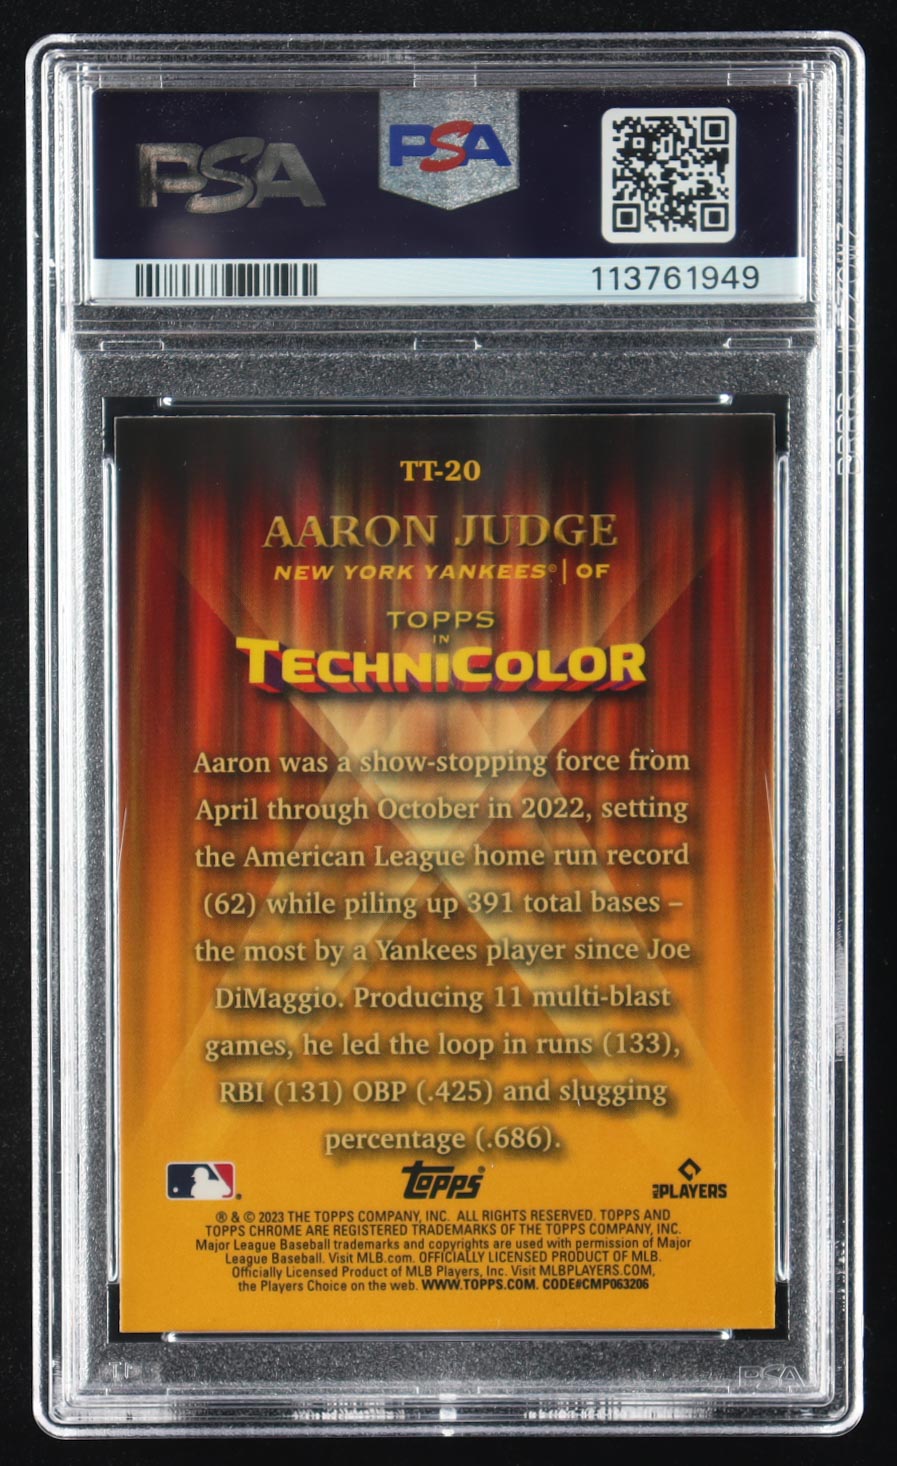 PSA
PSA
113761949
TT-20
AARON JUDGE
NEW YORK YANKEES® | OF
TOPPS
IN
TECHNICOLOR
Aaron was a show-stopping force from
April through October in 2022, setting
the American League home run record
(62) while piling up 391 total bases –
the most by a Yankees player since Joe
DiMaggio. Producing 11 multi-blast
games, he led the loop in runs (133),
RBI (131) OBP (.425) and slugging
percentage (.686).
Topps®
MLB PLAYERS
® & © 2023 THE TOPPS COMPANY, INC. ALL RIGHTS RESERVED. TOPPS AND
TOPPS CHROME ARE REGISTERED TRADEMARKS OF THE TOPPS COMPANY, INC.
Major League Baseball trademarks and copyrights are used with permission of Major
League Baseball. Visit MLB.com. OFFICIALLY LICENSED PRODUCT OF MLB.
Officially Licensed Product of MLB Players, Inc. Visit MLBPLAYERS.COM,
the Players Choice on the web. WWW.TOPPS.COM. CODE#CMP063206
PSA